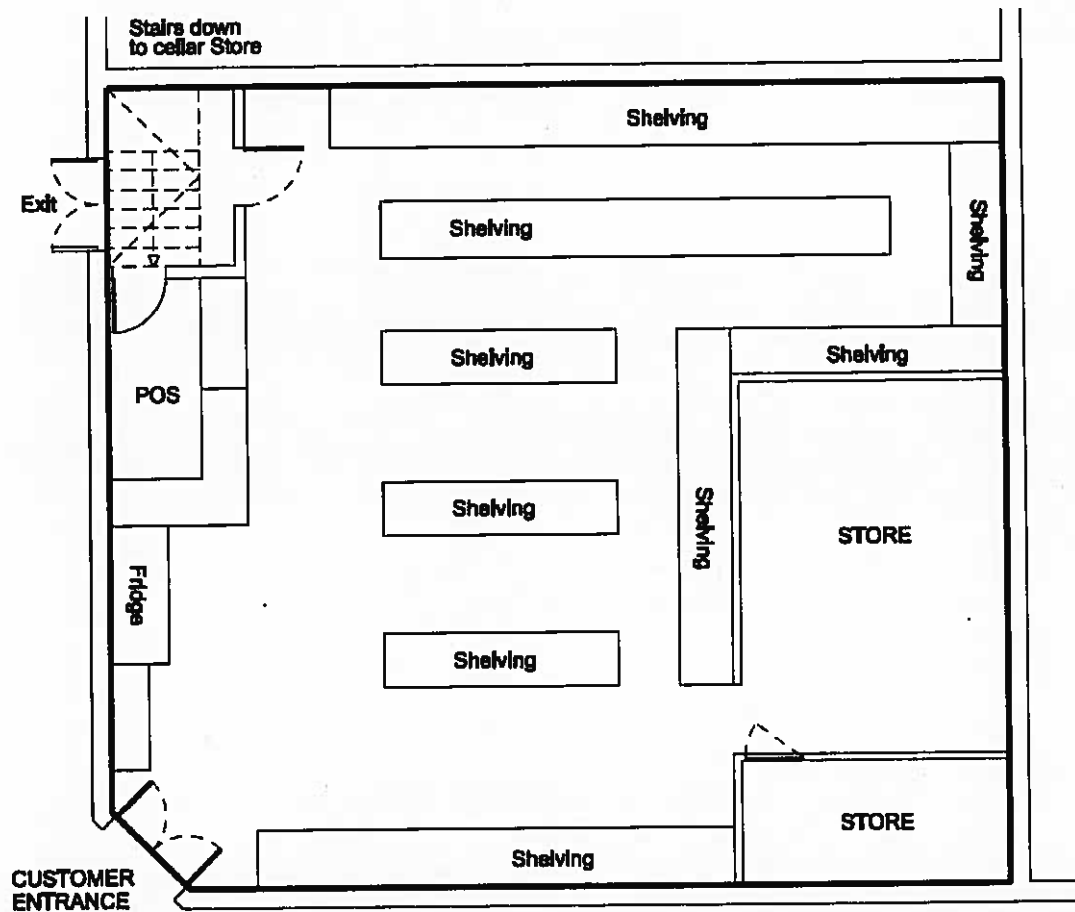 Stairs down
to cellar Store
Shelving
Exit
Shelving
Shelving
Shelving
Shelving
POS
Shelving
Shelving
STORE
Fridge
Shelving
STORE
Shelving
CUSTOMER
ENTRANCE